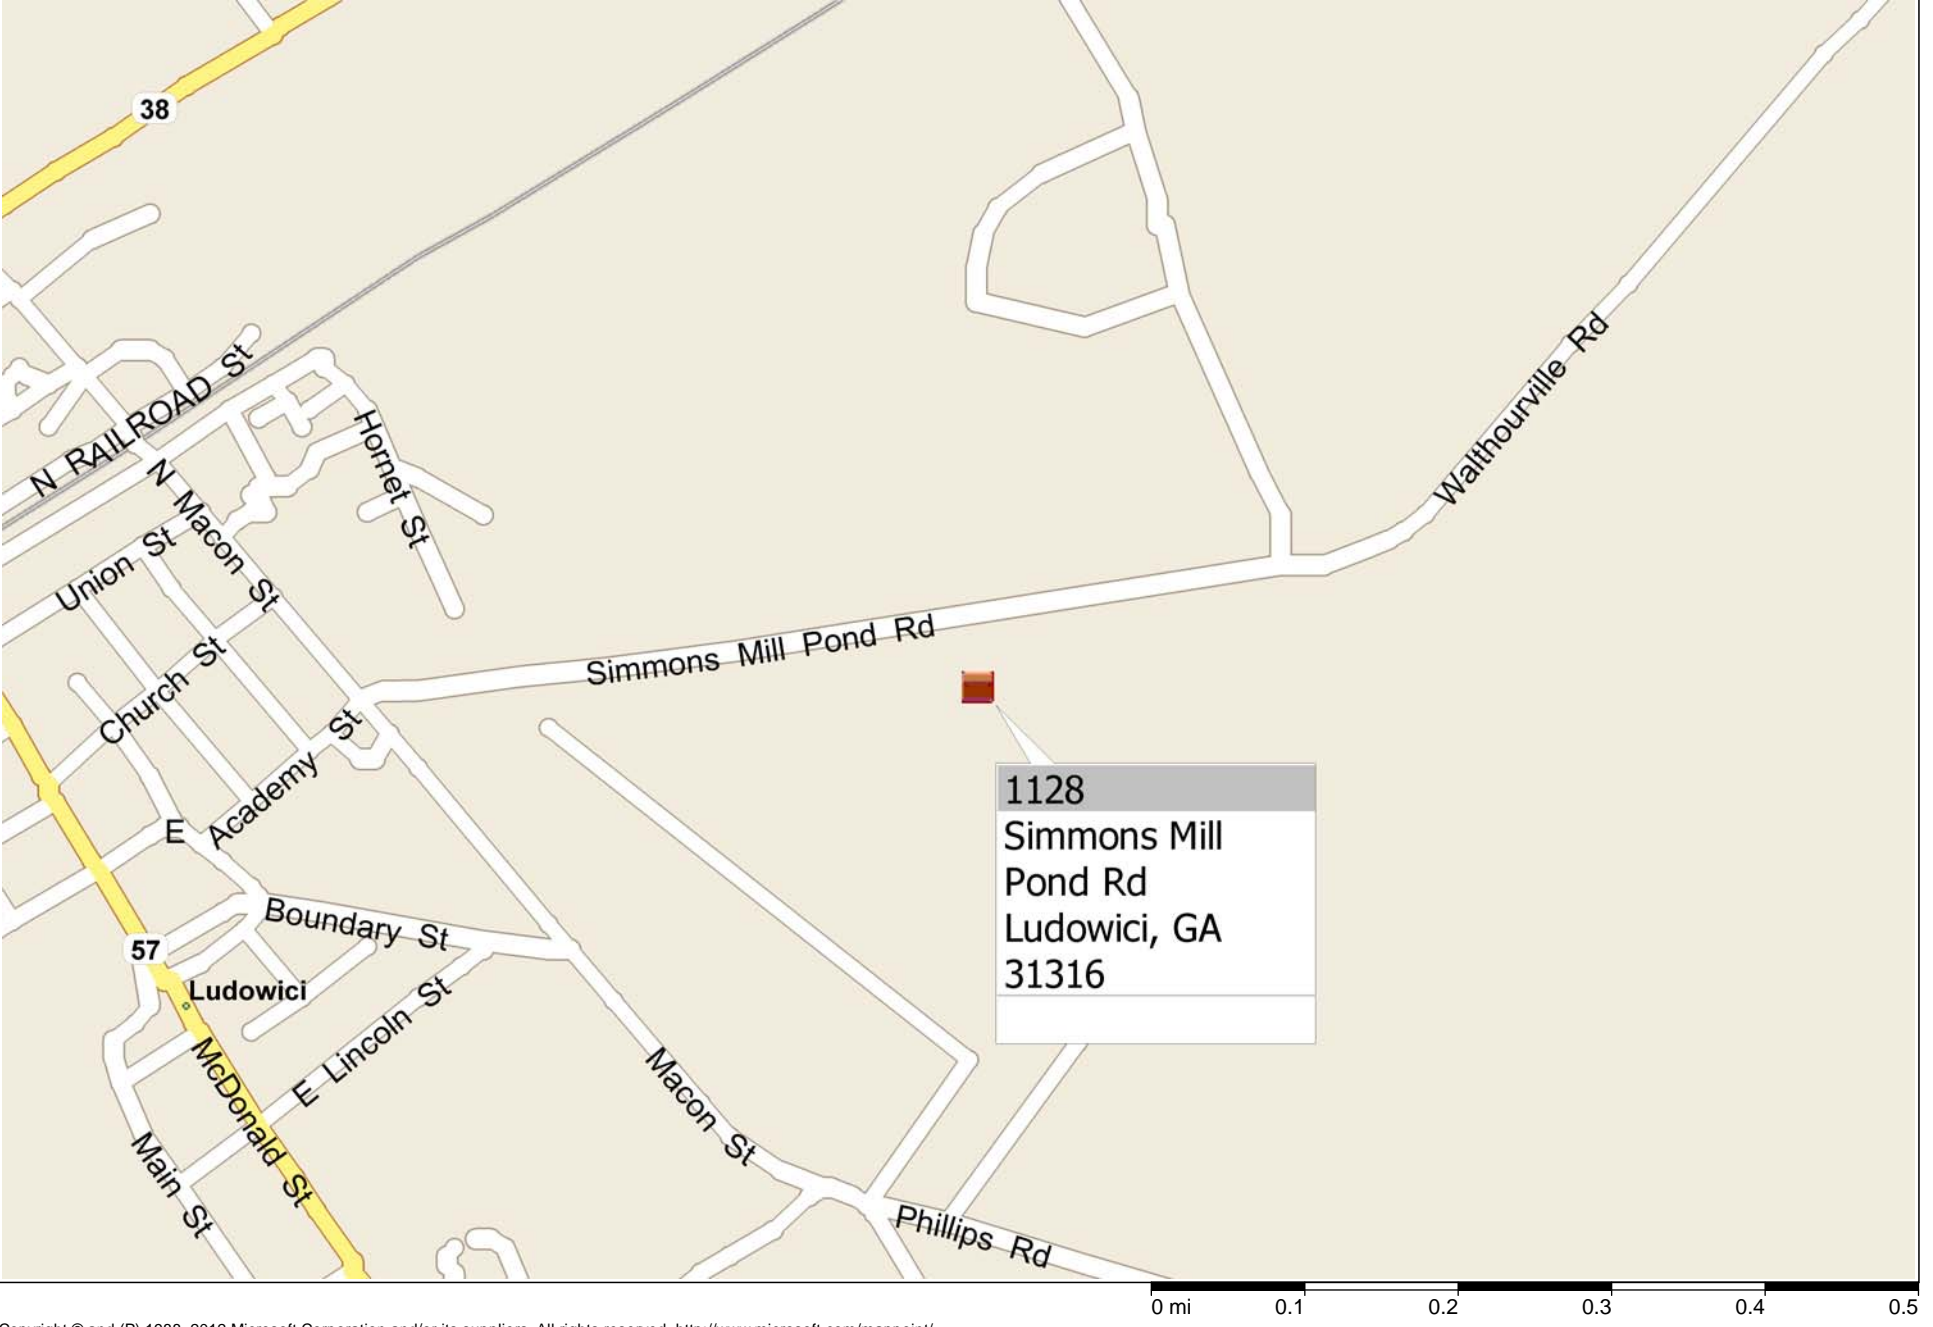 38
N RAILROAD St
Hornet St
N Macon St
Walthourville Rd
Union St
Church St
Simmons Mill Pond Rd
E Academy St
1128
Simmons Mill
Pond Rd
Ludowici, GA
31316
Boundary St
57
Ludowici
E Lincoln St
McDonald St
Main St
Macon St
Phillips Rd
0 mi 0.1 0.2 0.3 0.4 0.5